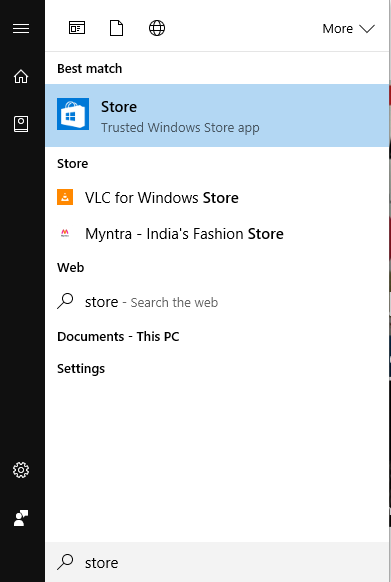 More
Best match
Store
Trusted Windows Store app
Store
VLC for Windows Store
Myntra - India's Fashion Store
Web
store - Search the web
Documents - This PC
Settings
store